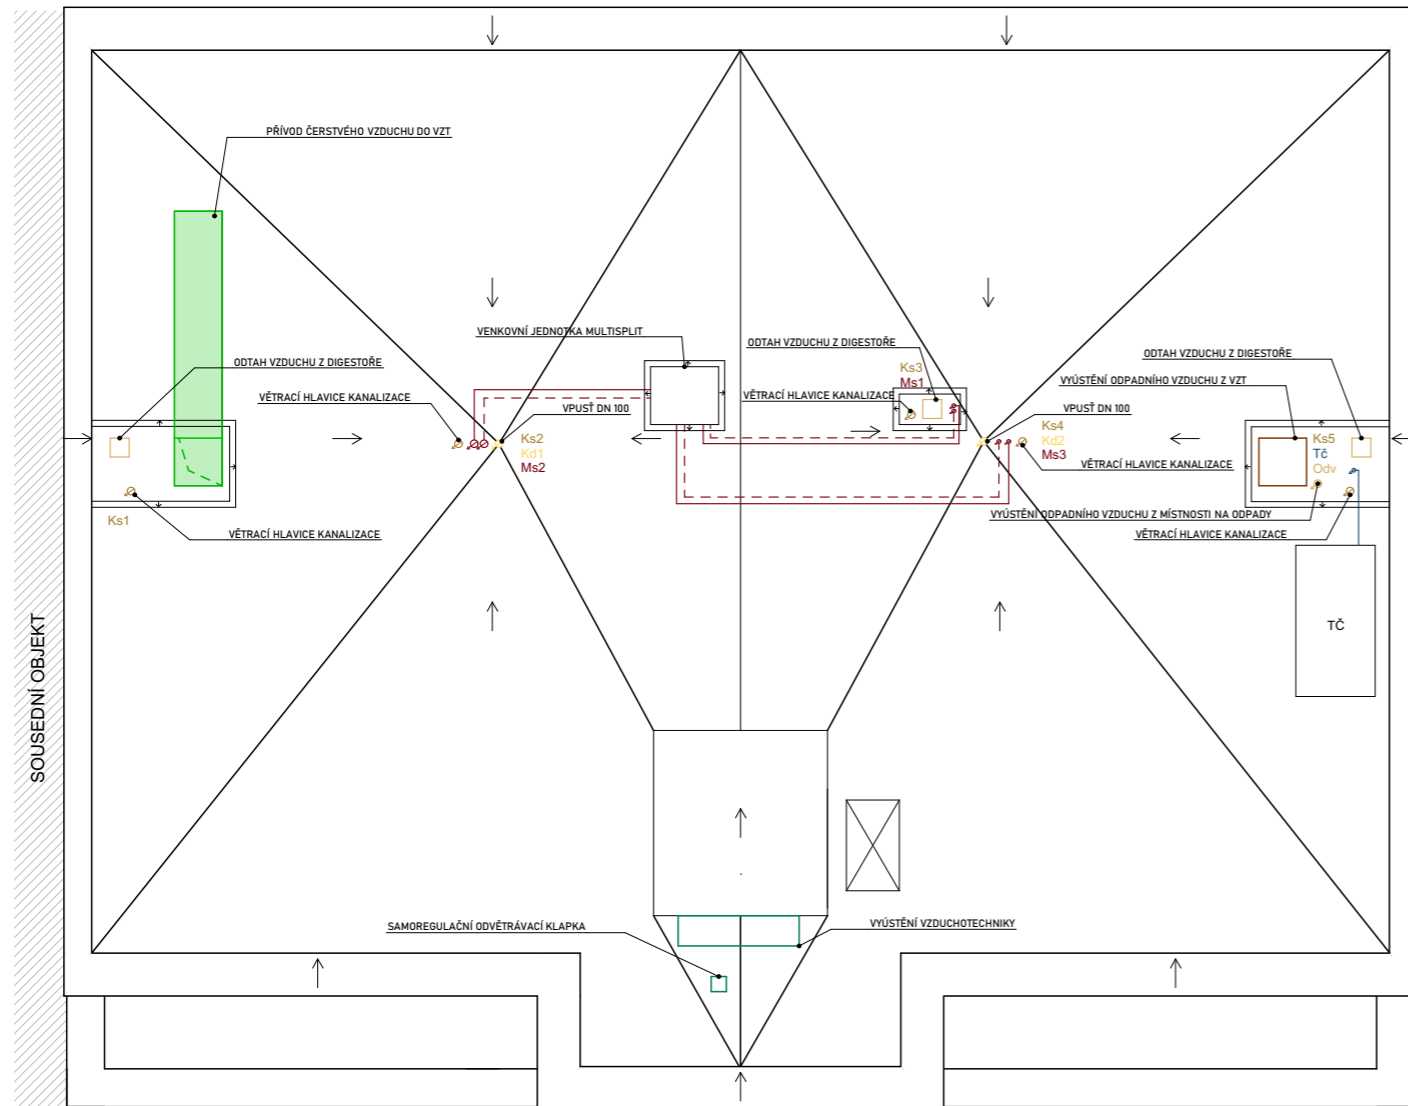 PŘÍVOD ČERSTVÉHO VZDUCHU DO VZT
VENKOVNÍ JEDNOTKA MULTISPLIT
ODTAH VZDUCHU Z DIGESTOŘE
ODTAH VZDUCHU Z DIGESTOŘE
ODTAH VZDUCHU Z DIGESTOŘE
Ks3
Ms1
VYÚSTĚNÍ ODPADNÍHO VZDUCHU Z VZT
VĚTRACÍ HLAVICE KANALIZACE
VĚTRACÍ HLAVICE KANALIZACE
VPUSŤ DN 100
VPUSŤ DN 100
Ks2
Kd1
Ms2
Ks4
Kd2
Ms3
Ks5
Tč
Odv
VĚTRACÍ HLAVICE KANALIZACE
Ks1
VYÚSTĚNÍ ODPADNÍHO VZDUCHU Z MÍSTNOSTI NA ODPADY
VĚTRACÍ HLAVICE KANALIZACE
VĚTRACÍ HLAVICE KANALIZACE
TČ
SOUSEDNÍ OBJEKT
SAMOREGULAČNÍ ODVĚTRÁVACÍ KLAPKA
VYÚSTĚNÍ VZDUCHOTECHNIKY